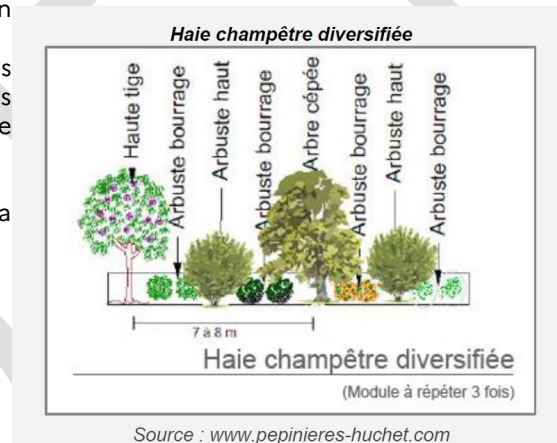 n
s
s
e
a
Haie champêtre diversifiée
Haute tige
Arbuste bourrage
Arbuste haut
Arbuste bourrage
Arbre cépée
Arbuste bourrage
Arbuste haut
Arbuste bourrage
7 à 8 m
Haie champêtre diversifiée
(Module à répéter 3 fois)
Source : www.pepinieres-huchet.com